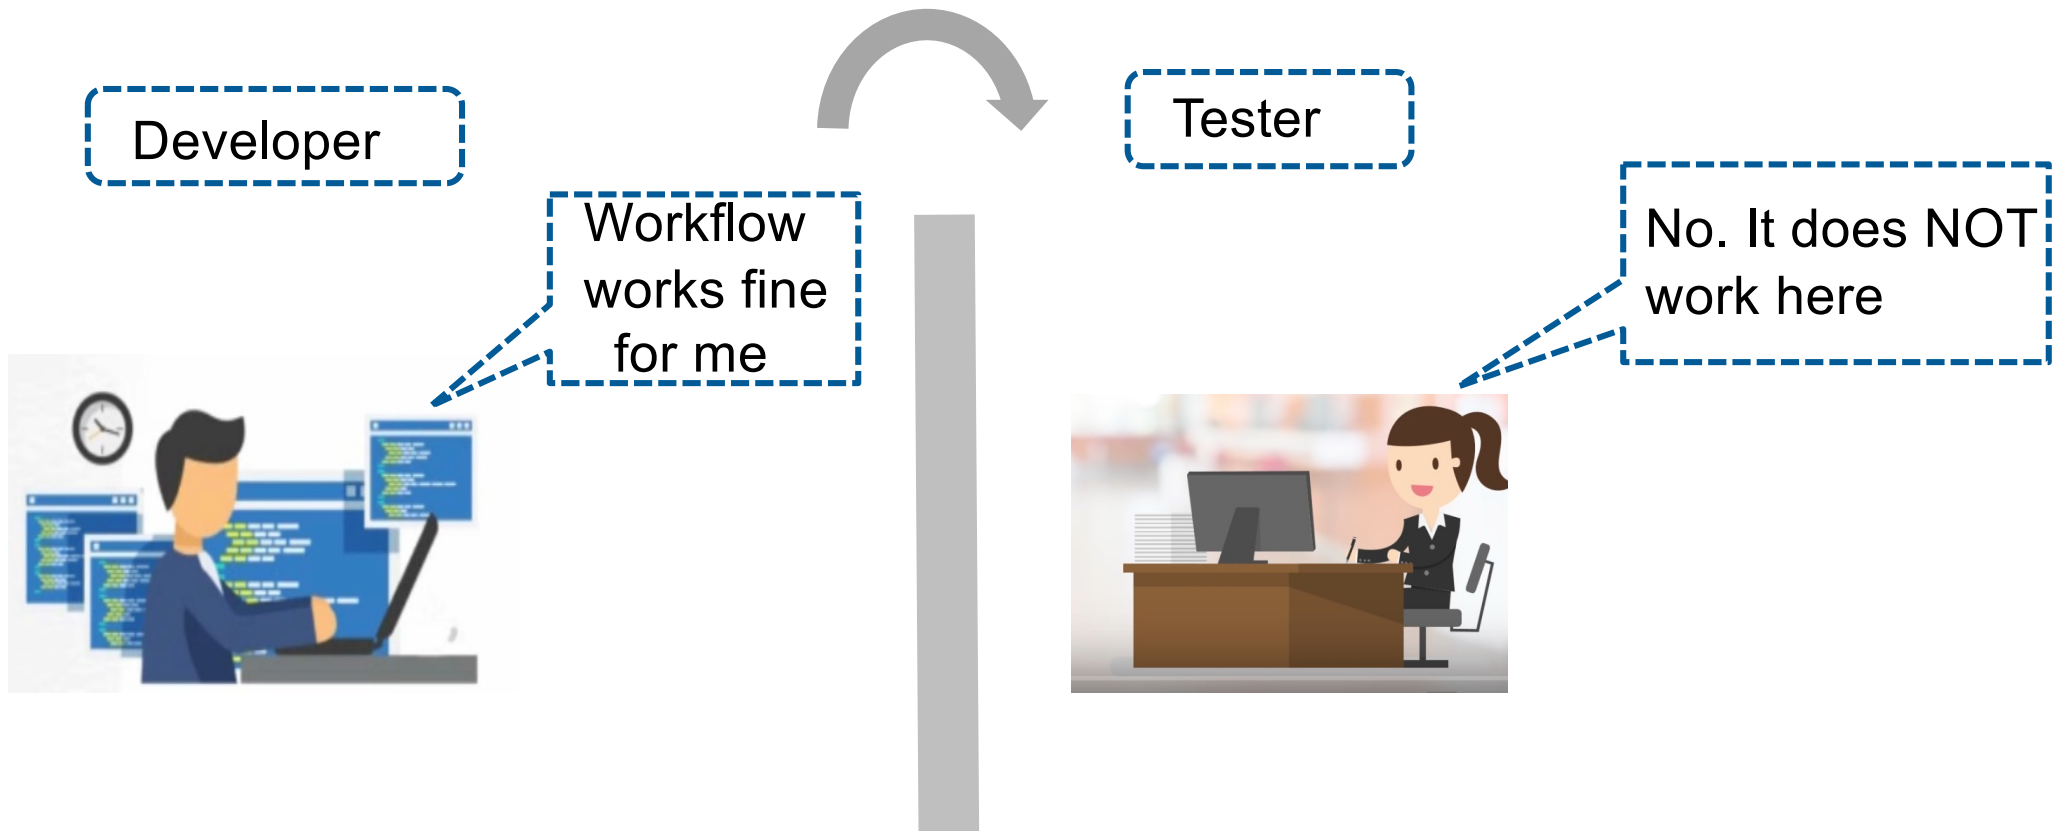 Developer
Workflow
works fine
for me
Tester
No. It does NOT
work here